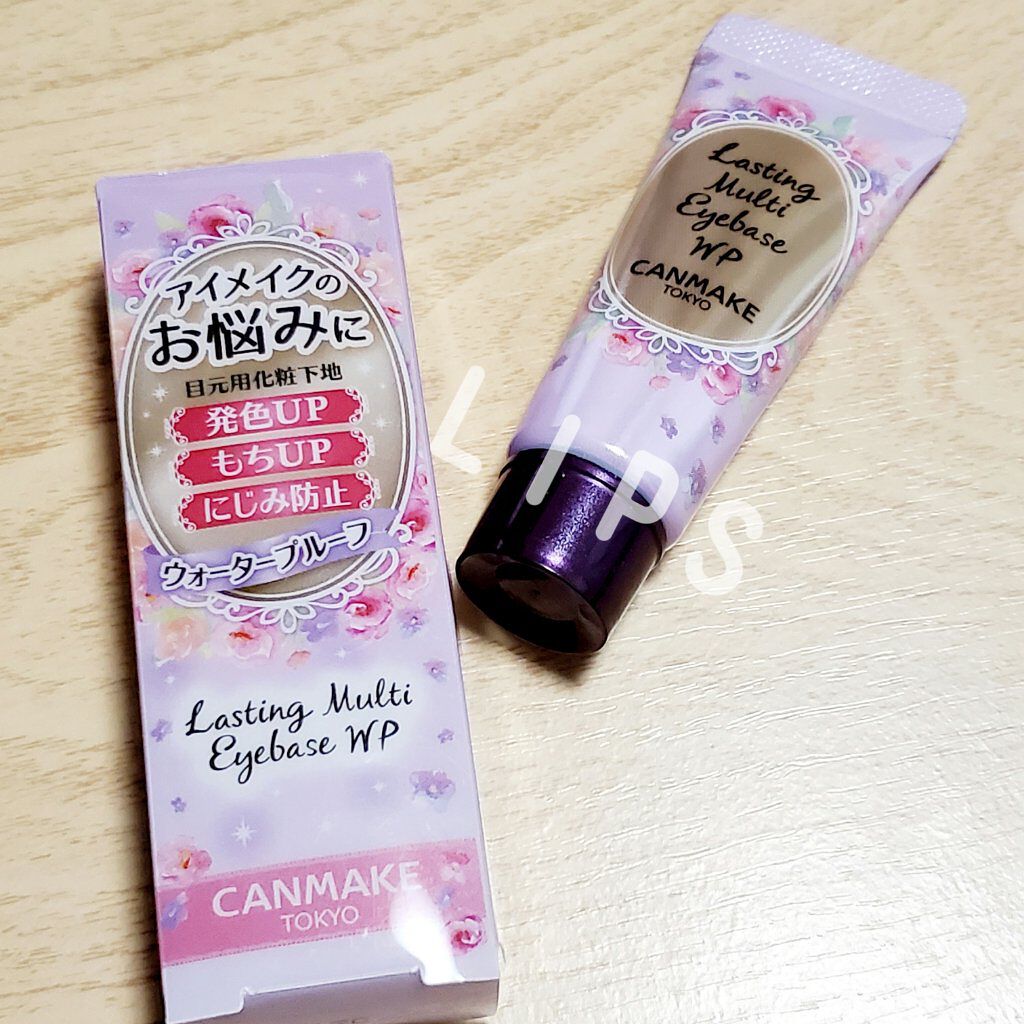 アイメイクの
お悩みに
目元用化粧下地
発色UP
もちUP
にじみ防止
ウォータープルーフ
Lasting Multi
Eyebase WP
CANMAKE
TOKYO
Lasting
Multi
Eyebase
WP
CANMAKE
TOKYO
LIPS